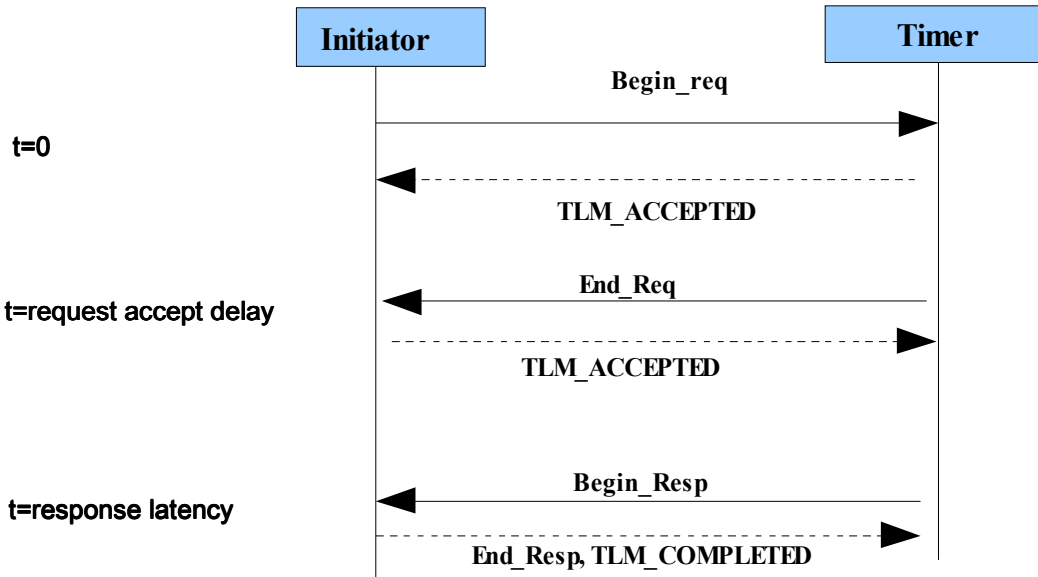 Initiator
Timer
Begin_req
t=0
TLM_ACCEPTED
End_Req
t=request accept delay
TLM_ACCEPTED
Begin_Resp
t=response latency
End_Resp, TLM_COMPLETED